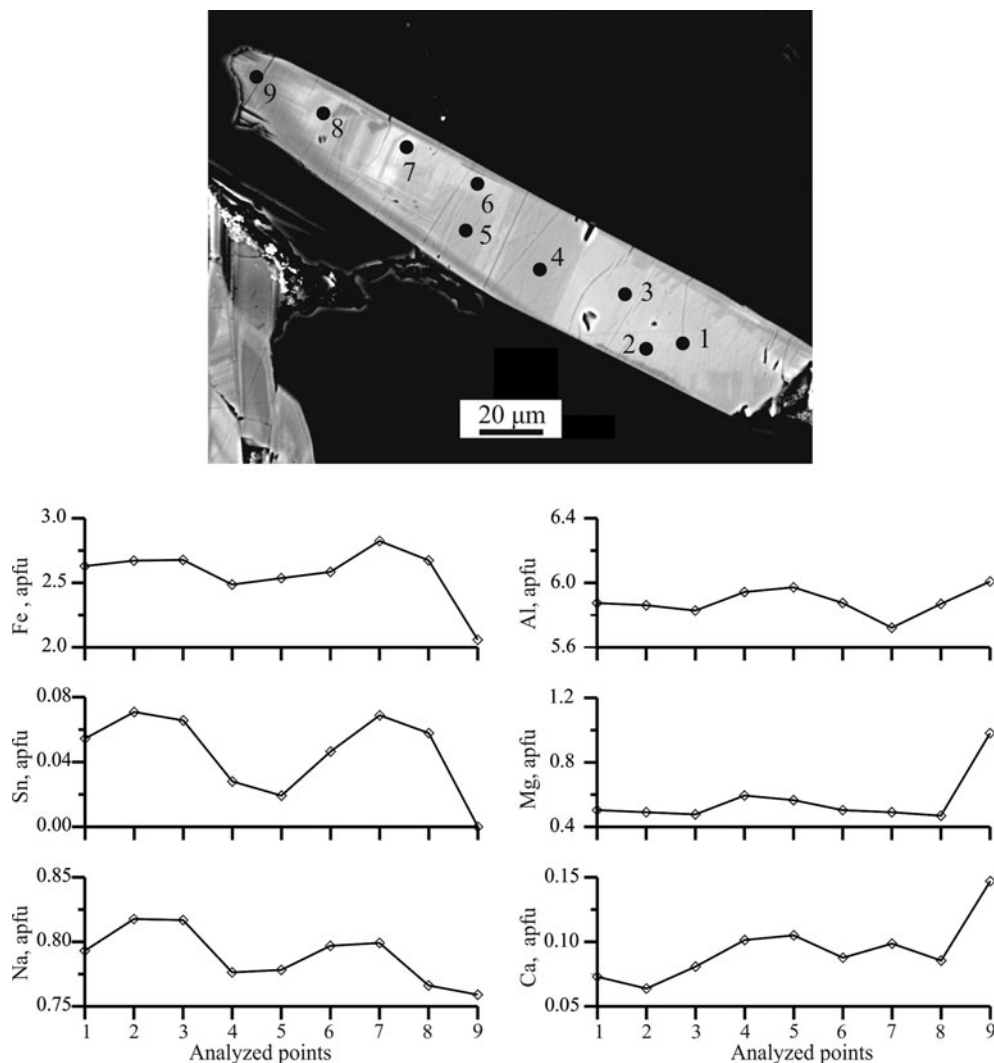 9
8
7
6
5
4
3
2
1
20 μm
3.0
2.5
2.0
Fe , apfu
6.4
6.0
5.6
Al, apfu
0.08
0.04
0.00
Sn, apfu
1.2
0.8
0.4
Mg, apfu
0.85
0.80
0.75
Na, apfu
1 2 3 4 5 6 7 8 9
Analyzed points
0.15
0.10
0.05
Ca, apfu
1 2 3 4 5 6 7 8 9
Analyzed points